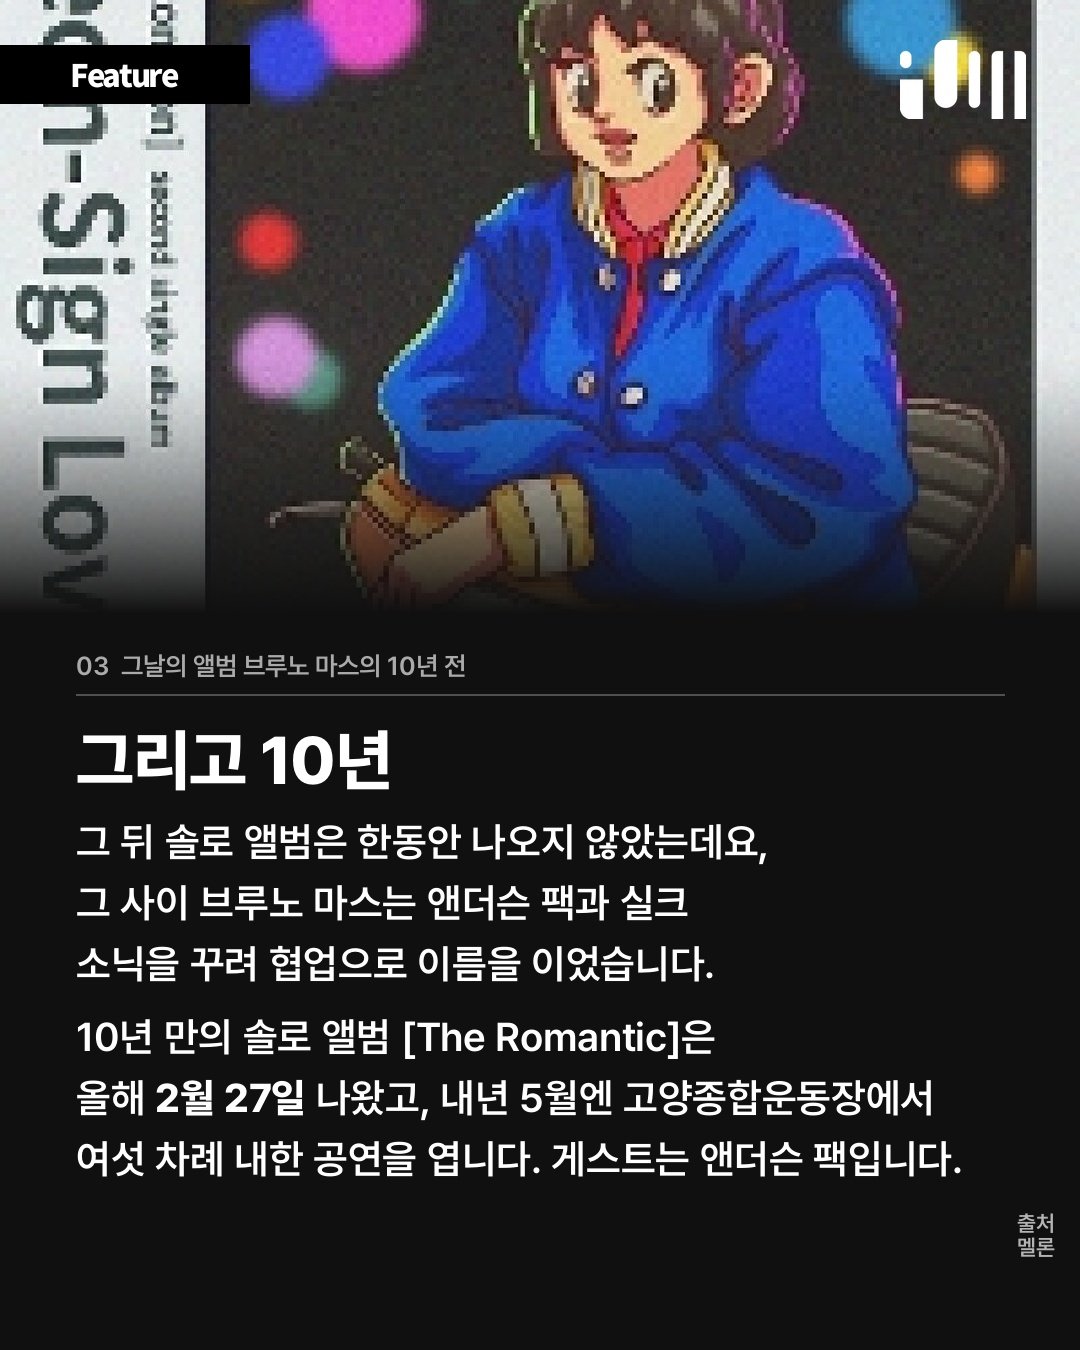 Feature
-Sign Lov
second single album
03 그날의 앨범 브루노 마스의 10년 전
그리고 10년
그 뒤 솔로 앨범은 한동안 나오지 않았는데요,
그 사이 브루노 마스는 앤더슨 팩과 실크
소닉을 꾸려 협업으로 이름을 이었습니다.
10년 만의 솔로 앨범 [The Romantic]은
올해 2월 27일 나왔고, 내년 5월엔 고양종합운동장에서
여섯 차례 내한 공연을 엽니다. 게스트는 앤더슨 팩입니다.
출처
멜론